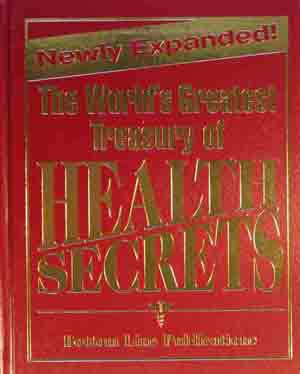 Newly Expanded!
The World's Greatest
Treasury of
HEALTH
SECRETS
Bottom Line Publications